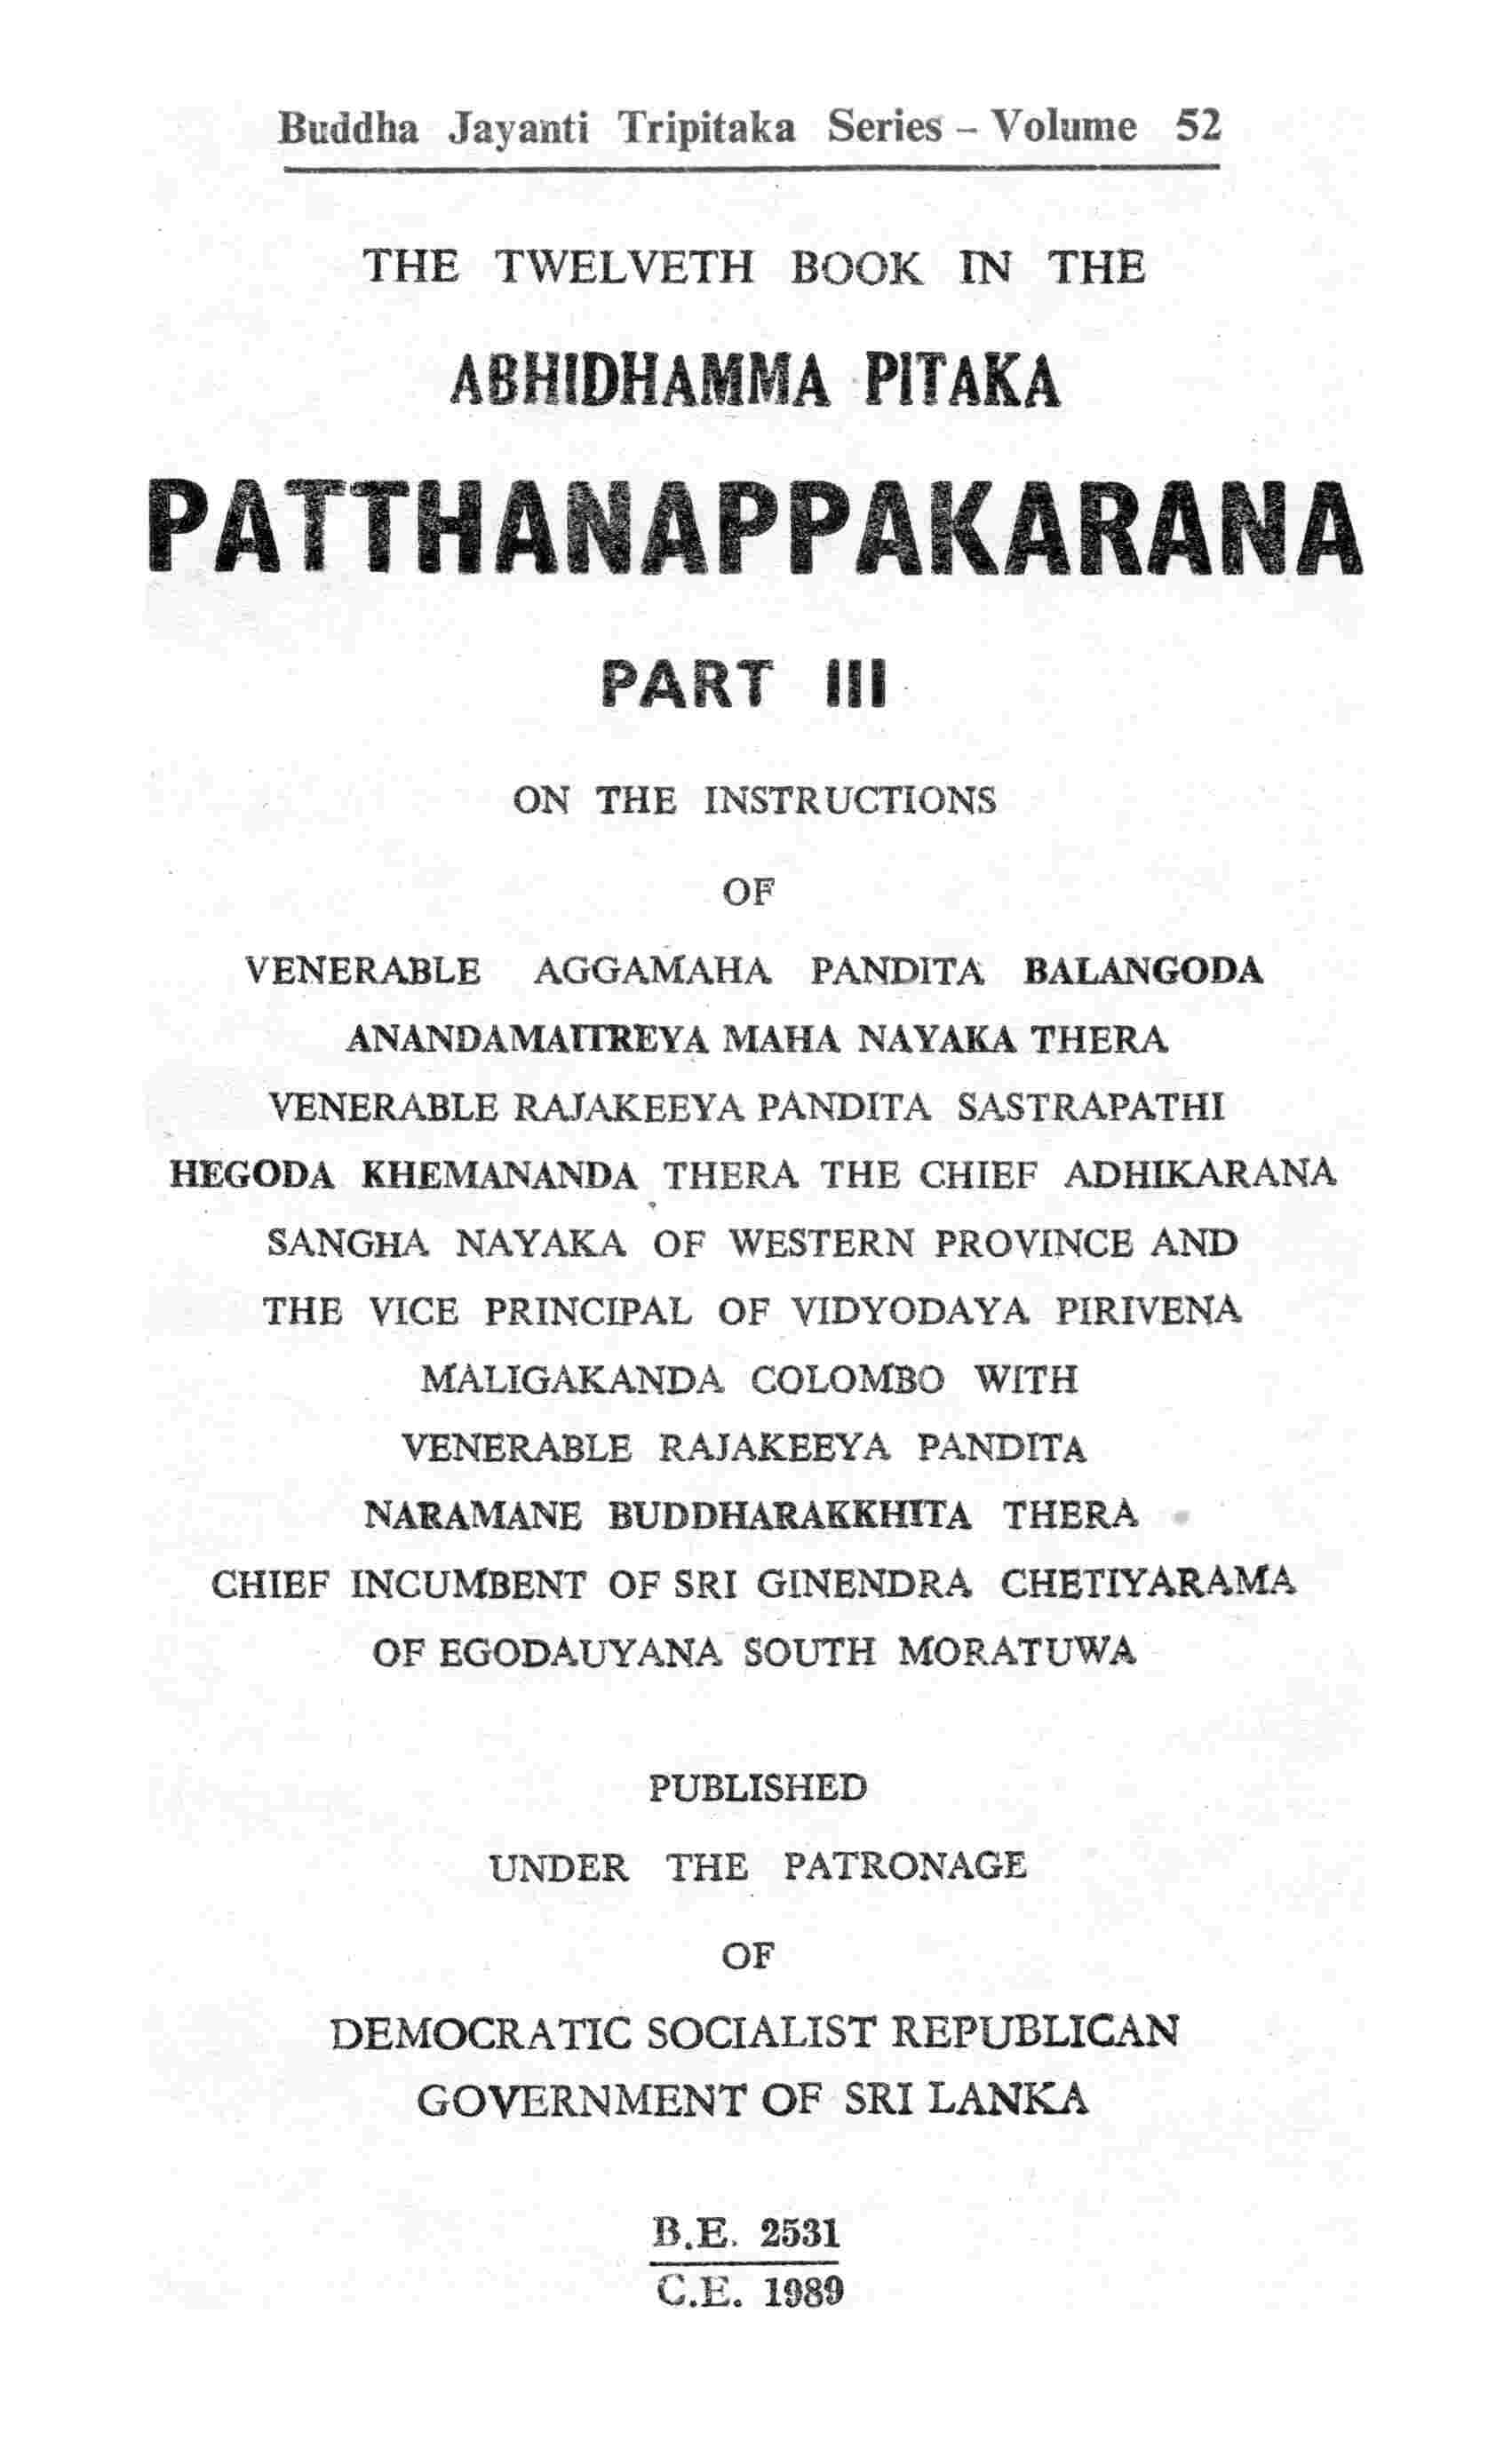 Buddha Jayanti Tripitaka Series – Volume 52
THE TWELVETH BOOK IN THE
ABHIDHAMMA PITAKA
PATTHANAPPAKARANA
PART III
ON THE INSTRUCTIONS
OF
VENERABLE AGGAMAHA PANDITA BALANGODA
ANANDAMAITREYA MAHA NAYAKA THERA
VENERABLE RAJAKEEYA PANDITA SASTRAPATHI
HEGODA KHEMANANDA THERA THE CHIEF ADHIKARANA
SANGHA NAYAKA OF WESTERN PROVINCE AND
THE VICE PRINCIPAL OF VIDYODAYA PIRIVENA
MALIGAKANDA COLOMBO WITH
VENERABLE RAJAKEEYA PANDITA
NARAMANE BUDDHARAKKHITA THERA
CHIEF INCUMBENT OF SRI GINENDRA CHETIYARAMA
OF EGODAUYANA SOUTH MORATUWA
PUBLISHED
UNDER THE PATRONAGE
OF
DEMOCRATIC SOCIALIST REPUBLICAN
GOVERNMENT OF SRI LANKA
B.E. 2531
C.E. 1989